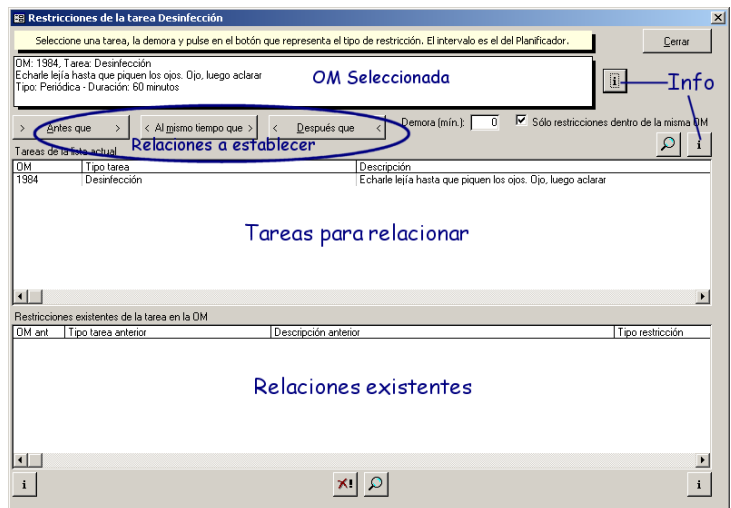 Restricciones de la tarea Desinfección
Seleccione una tarea, la demora y pulse en el botón que representa el tipo de restricción. El intervalo es el del Planificador.
Cerrar
OM: 1984, Tarea: Desinfección
Echarle lejía hasta que piquen los ojos. Ojo, luego aclarar
Tipo: Periódica - Duración: 60 minutos
OM Seleccionada
i
Info
> Antes que >
< Al mismo tiempo que >
< Después que <
Demora (mín.): 0
Sólo restricciones dentro de la misma OM
Relaciones a establecer
i
Tareas de la lista actual
OM Tipo tarea Descripción
1984 Desinfección Echarle lejía hasta que piquen los ojos. Ojo, luego aclarar
Tareas para relacionar
Restricciones existentes de la tarea en la OM
OM ant Tipo tarea anterior Descripción anterior Tipo restricción
Relaciones existentes
i
!
i